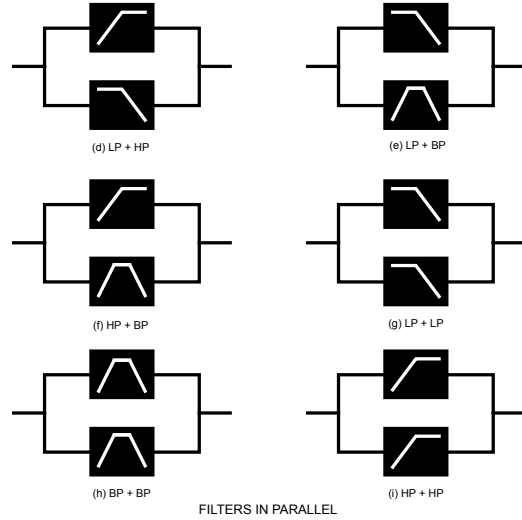 (d) LP + HP
(e) LP + BP
(f) HP + BP
(g) LP + LP
(h) BP + BP
(i) HP + HP
FILTERS IN PARALLEL